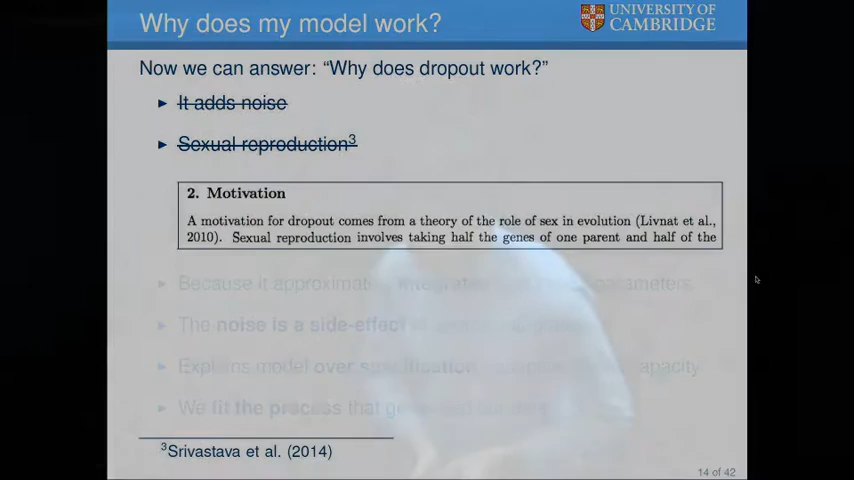 Why does my model work?
UNIVERSITY OF
CAMBRIDGE
Now we can answer: “Why does dropout work?”
► It adds noise
► Sexual reproduction3
2. Motivation
A motivation for dropout comes from a theory of the role of sex in evolution (Livnat et al.,
2010). Sexual reproduction involves taking half the genes of one parent and half of the
► Because it parameters
► The noise is a side-effect
► Explains model over
► We fit the process that
3Srivastava et al. (2014)
14 of 42